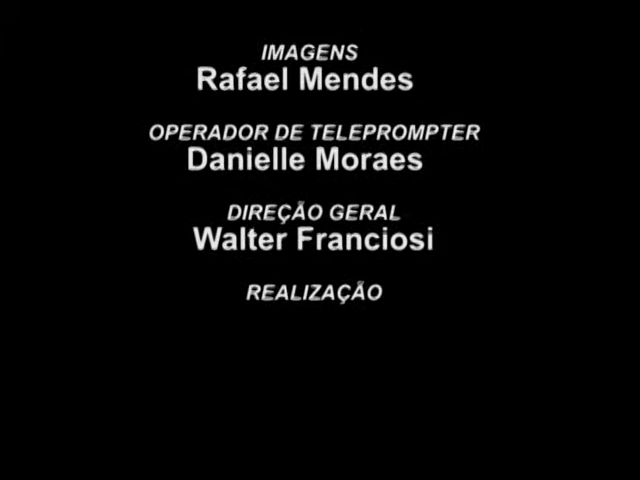 IMAGENS
Rafael Mendes
OPERADOR DE TELEPROMPTER
Danielle Moraes
DIREÇÃO GERAL
Walter Franciosi
REALIZAÇÃO